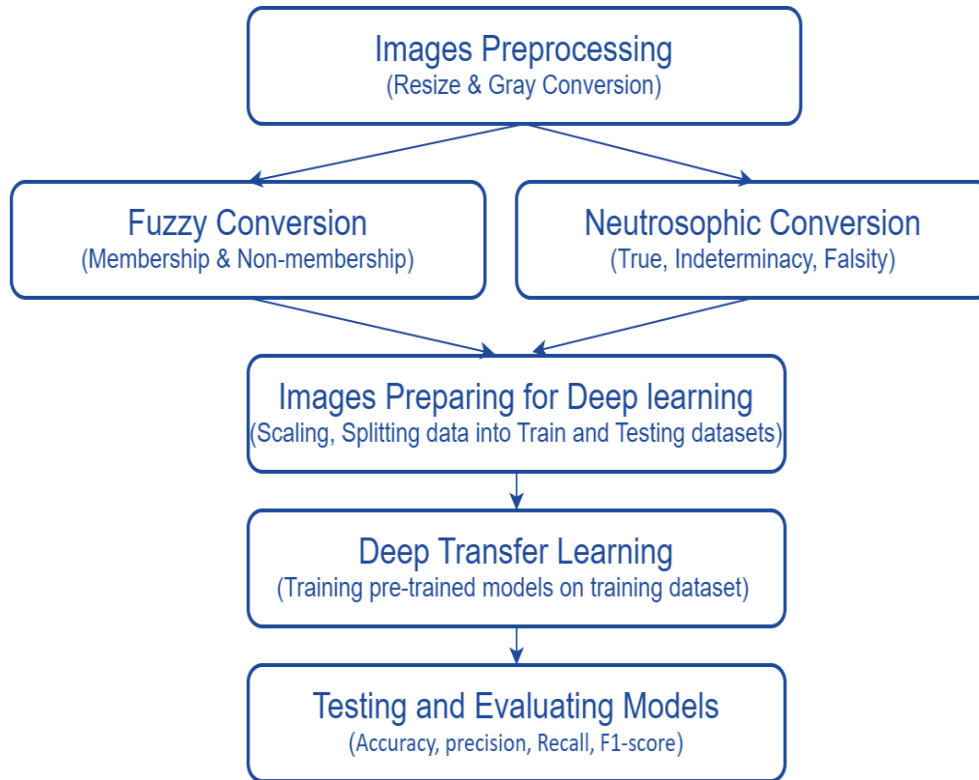 Images Preprocessing
(Resize & Gray Conversion)
Fuzzy Conversion
(Membership & Non-membership)
Neutrosophic Conversion
(True, Indeterminacy, Falsity)
Images Preparing for Deep learning
(Scaling, Splitting data into Train and Testing datasets)
Deep Transfer Learning
(Training pre-trained models on training dataset)
Testing and Evaluating Models
(Accuracy, precision, Recall, F1-score)